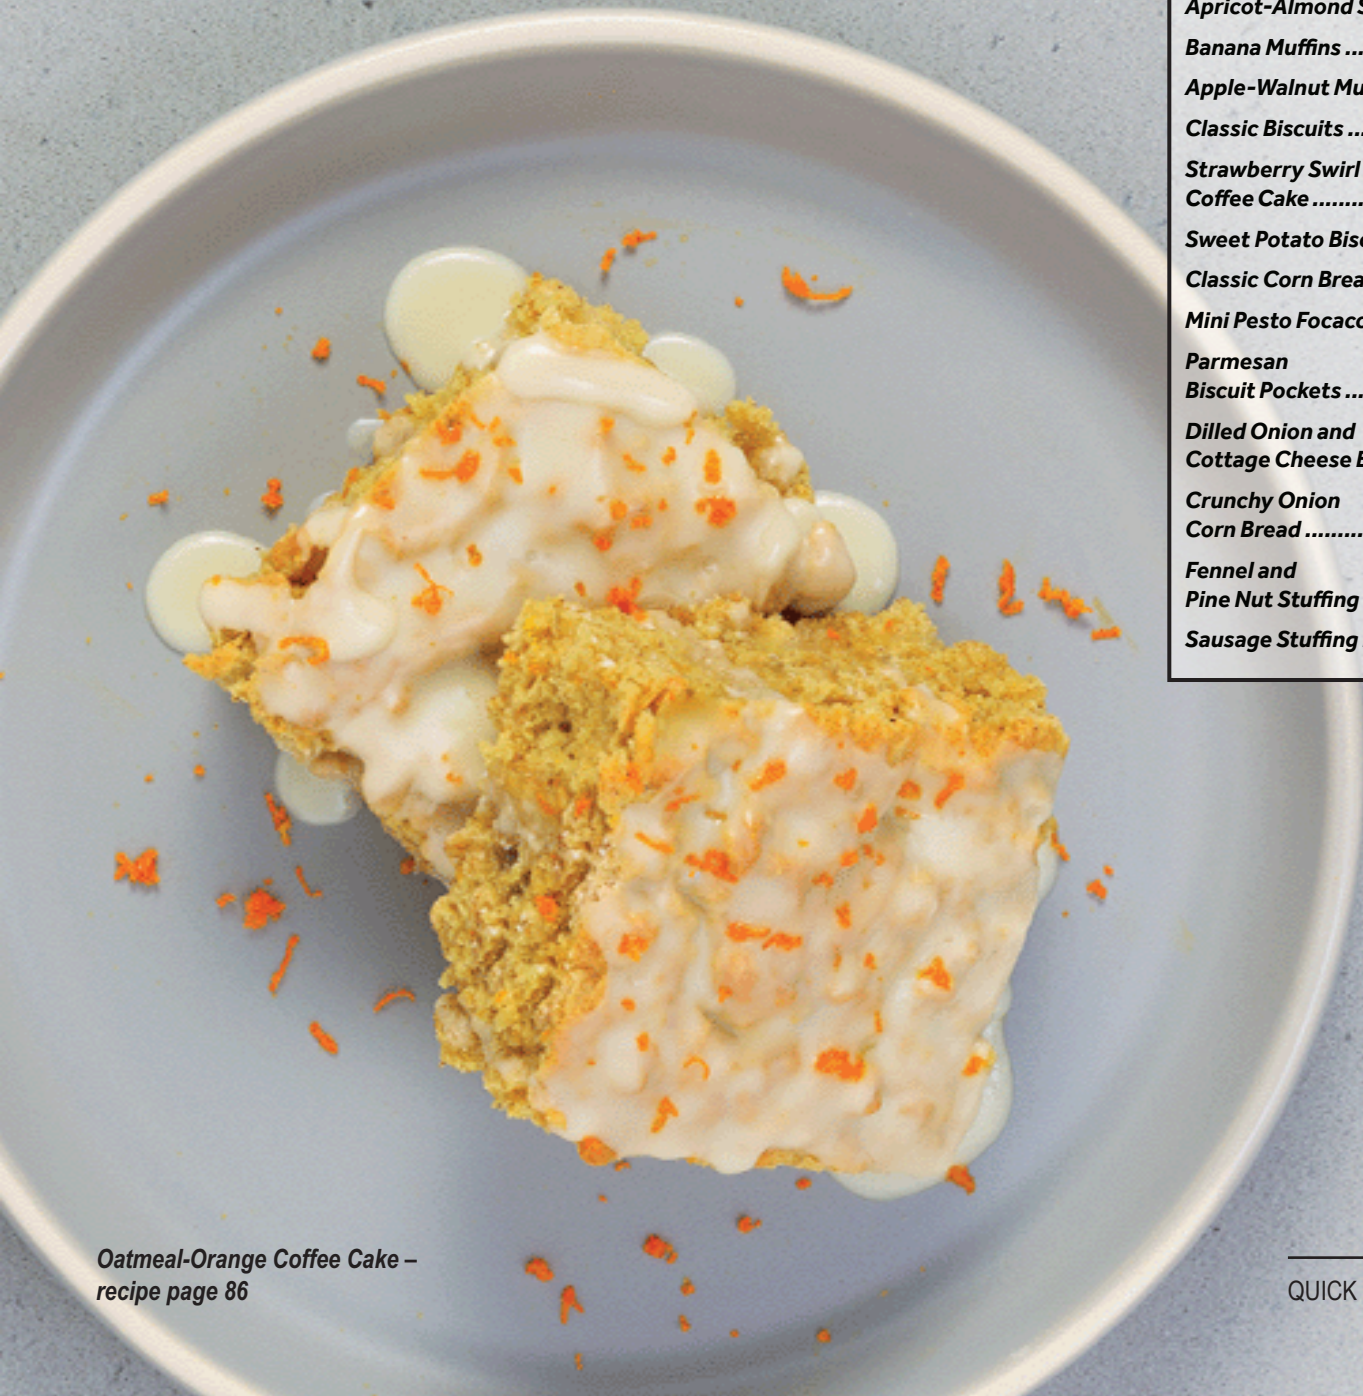 Apricot-Almond
Banana Muffins ...
Apple-Walnut
Classic Biscuits ...
Strawberry Swirl
Coffee Cake ........
Sweet Potato
Classic Corn
Mini Pesto
Parmesan
Biscuit Pockets ...
Dilled Onion and
Cottage Cheese
Crunchy Onion
Corn Bread .........
Fennel and
Pine Nut Stuffing
Sausage Stuffing
Oatmeal-Orange Coffee Cake –
recipe page 86
QUICK